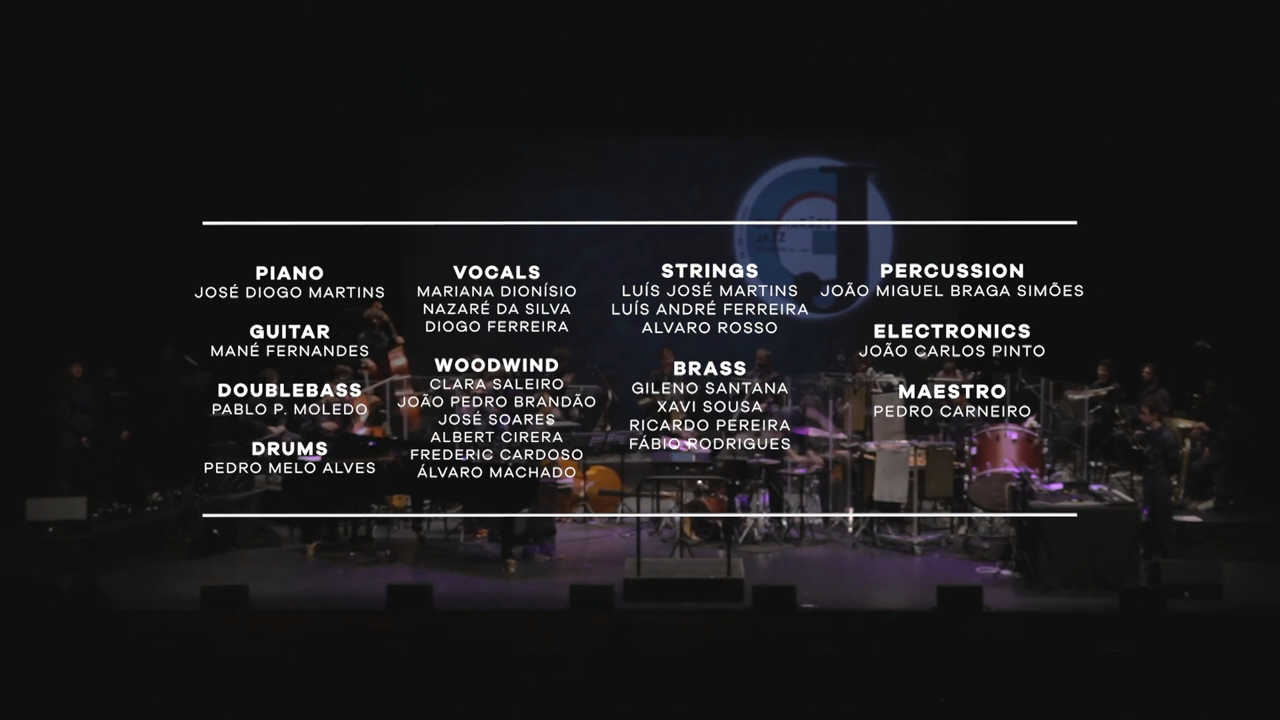 PIANO
JOSÉ DIOGO MARTINS
GUITAR
MANÉ FERNANDES
DOUBLEBASS
PABLO P. MOLEDO
DRUMS
PEDRO MELO ALVES
VOCALS
MARIANA DIONÍSIO
NAZARÉ DA SILVA
DIOGO FERREIRA
WOODWIND
CLARA SALEIRO
JOÃO PEDRO BRANDÃO
JOSÉ SOARES
ALBERT CIRERA
FREDERIC CARDOSO
ÁLVARO MACHADO
STRINGS
LUÍS JOSÉ MARTINS
LUÍS ANDRÉ FERREIRA
ALVARO ROSSO
BRASS
GILENO SANTANA
XAVI SOUSA
RICARDO PEREIRA
FÁBIO RODRIGUES
PERCUSSION
JOÃO MIGUEL BRAGA SIMÕES
ELECTRONICS
JOÃO CARLOS PINTO
MAESTRO
PEDRO CARNEIRO
J
JAZZ